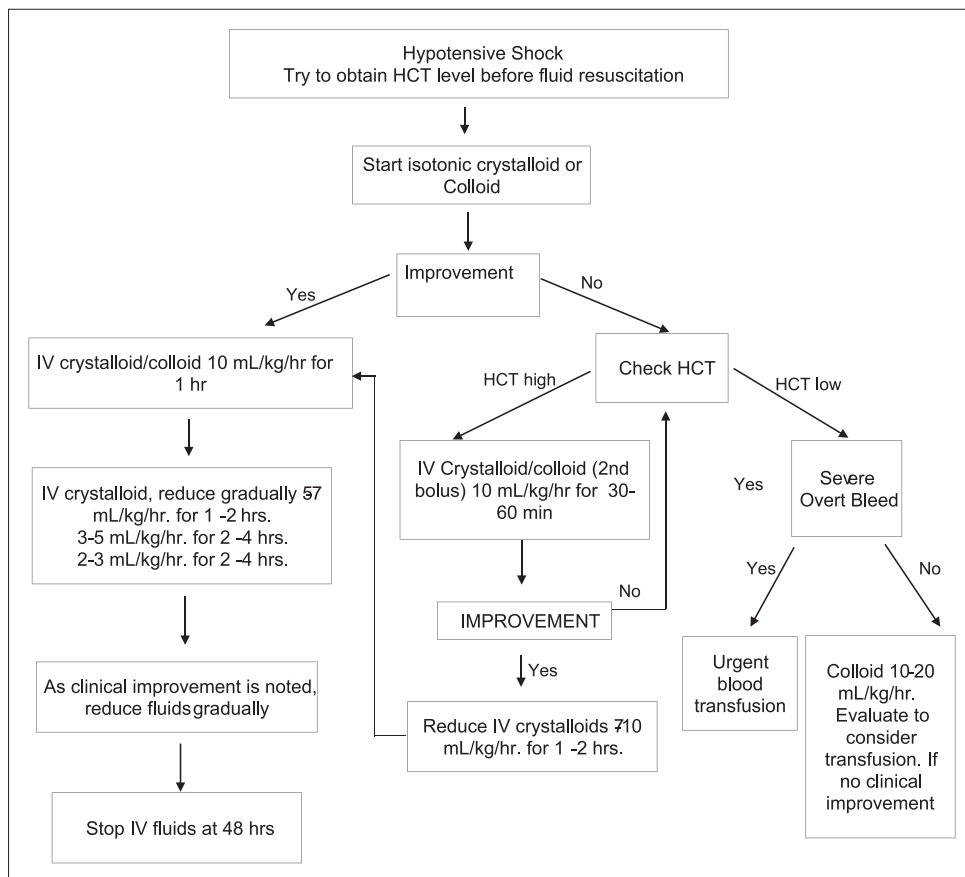 Hypotensive Shock
Try to obtain HCT level before fluid resuscitation
Start isotonic crystalloid or
Colloid
Improvement
Yes
No
IV crystalloid/colloid 10 mL/kg/hr for
1 hr
Check HCT
HCT high
HCT low
IV Crystalloid/colloid (2nd
bolus) 10 mL/kg/hr for 30-
60 min
Yes
Severe
Overt Bleed
IV crystalloid, reduce gradually 5-7
mL/kg/hr. for 1 -2 hrs.
3-5 mL/kg/hr. for 2 -4 hrs.
2-3 mL/kg/hr. for 2 -4 hrs.
Yes
No
No
IMPROVEMENT
Yes
Urgent
blood
transfusion
Colloid 10-20
mL/kg/hr.
Evaluate to
consider
transfusion. If
no clinical
improvement
As clinical improvement is noted,
reduce fluids gradually
Reduce IV crystalloids 7-10
mL/kg/hr. for 1 -2 hrs.
Stop IV fluids at 48 hrs